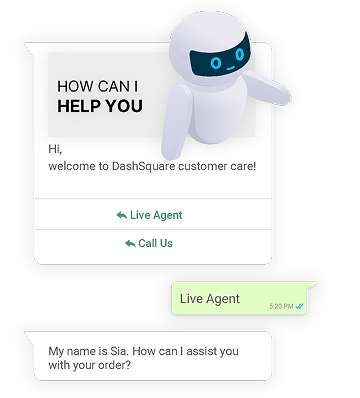 HOW CAN I
HELP YOU
Hi,
welcome to DashSquare customer care!
Live Agent
Call Us
Live Agent
5:20 PM
My name is Sia. How can I assist you
with your order?